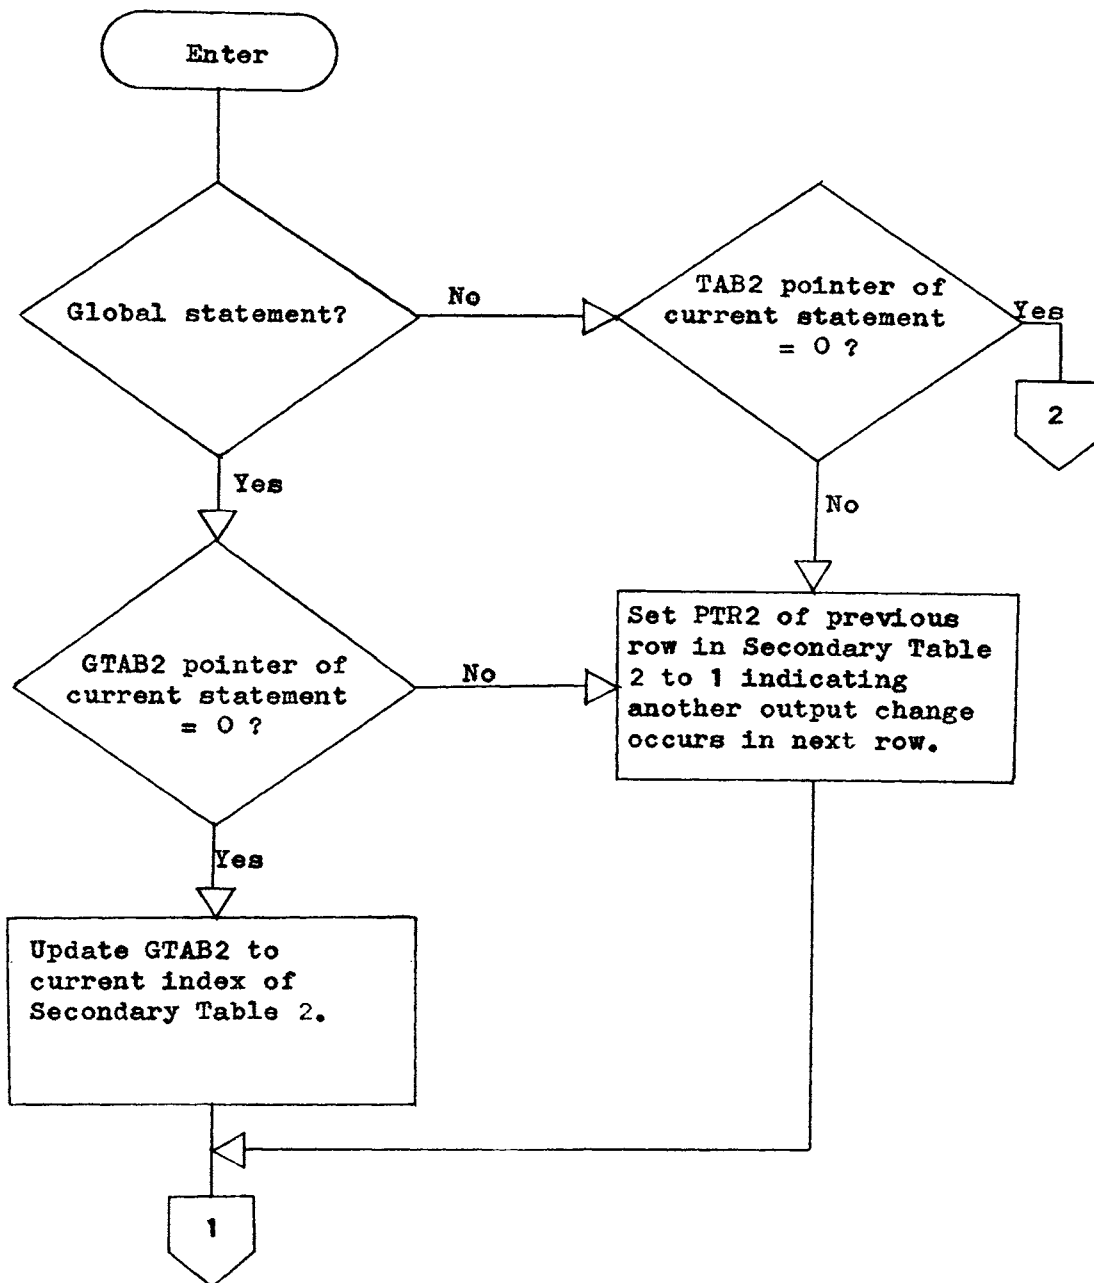 Enter
Global statement?
No
TAB2 pointer of
current statement
= 0 ?
Yes
2
Yes
No
GTAB2 pointer of
current statement
= 0 ?
No
Set PTR2 of previous
row in Secondary Table
2 to 1 indicating
another output change
occurs in next row.
Yes
Update GTAB2 to
current index of
Secondary Table 2.
1